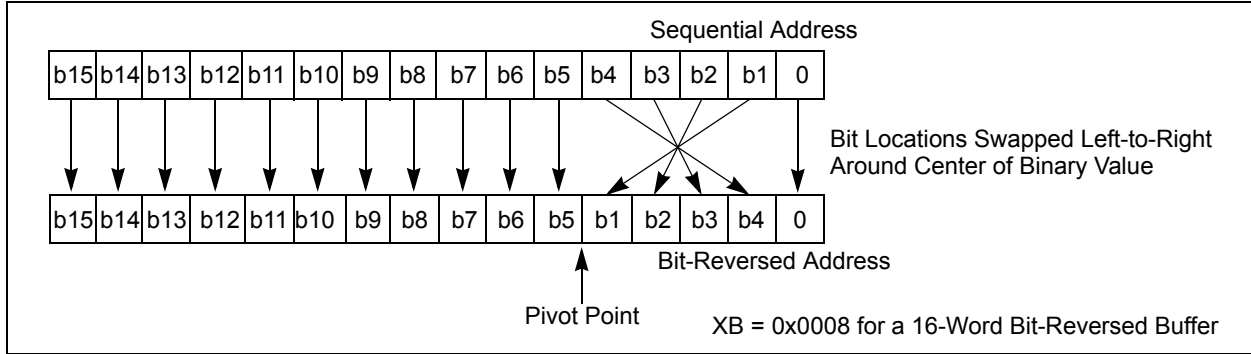 Sequential Address
b15 b14 b13 b12 b11 b10 b9 b8 b7 b6 b5 b4 b3 b2 b1 0
Bit Locations Swapped Left-to-Right
Around Center of Binary Value
b15 b14 b13 b12 b11 b10 b9 b8 b7 b6 b5 b1 b2 b3 b4 0
Bit-Reversed Address
Pivot Point
XB = 0x0008 for a 16-Word Bit-Reversed Buffer